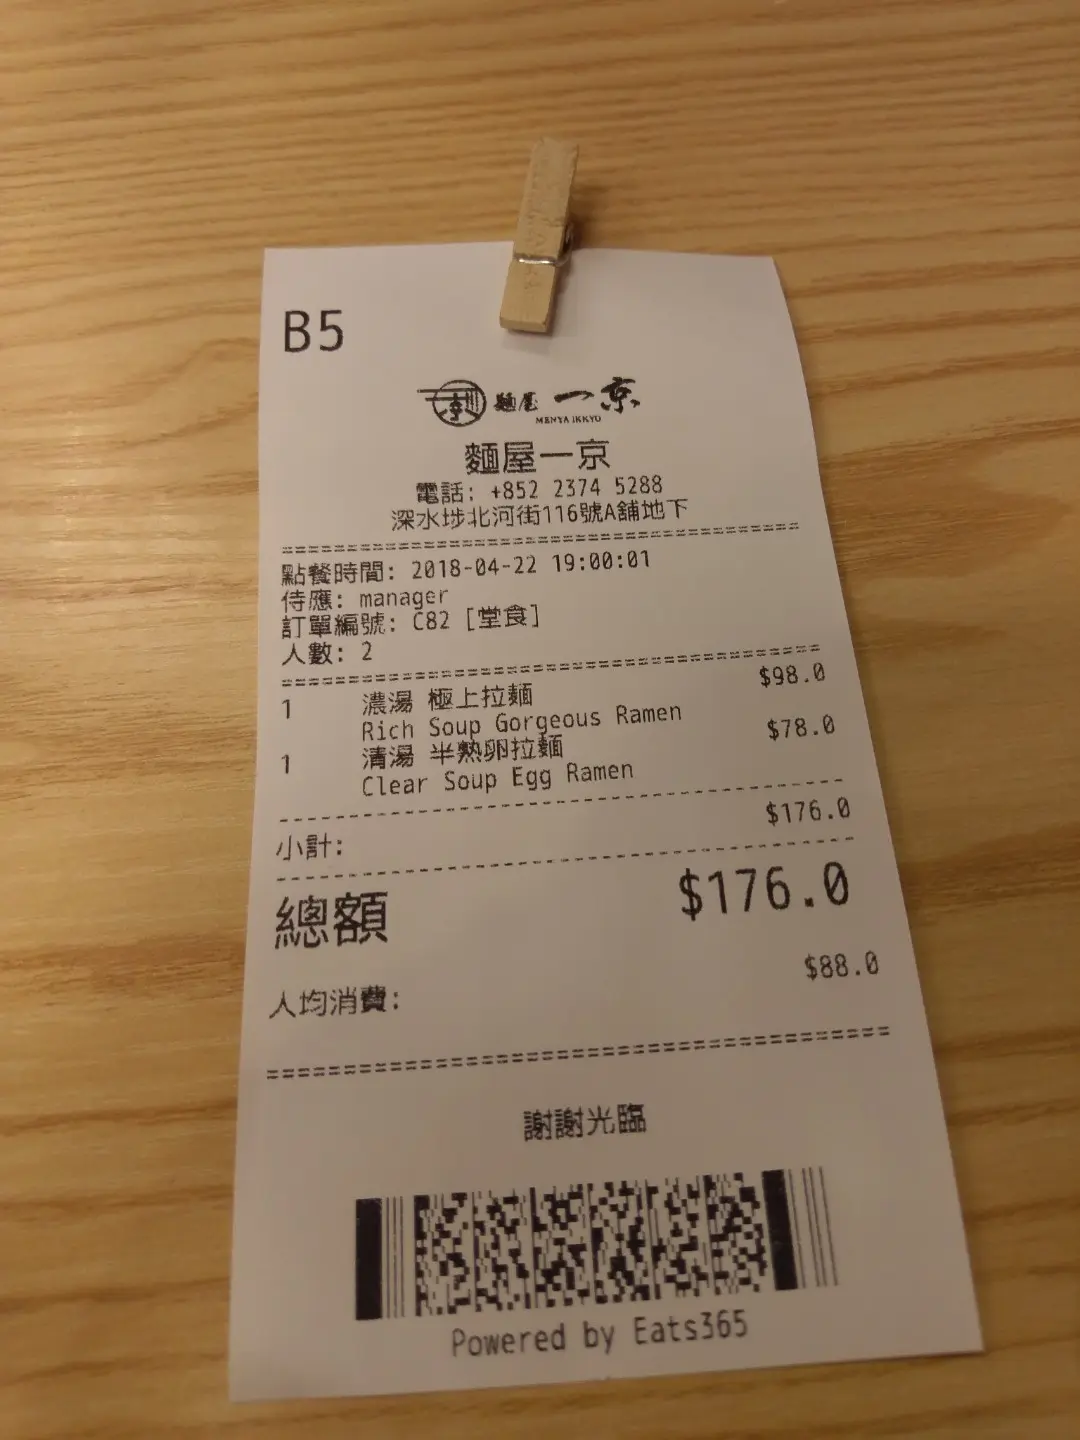 B5
麵屋 一京
MENYA IKKYO
麵屋一京
電話: +852 2374 5288
深水埗北河街116號A舖地下
點餐時間: 2018-04-22 19:00:01
侍應: manager
訂單編號: C82 [堂食]
人數: 2
1 濃湯 極上拉麵 $98.0
Rich Soup Gorgeous Ramen
1 清湯 半熟卵拉麵 $78.0
Clear Soup Egg Ramen
小計: $176.0
總額 $176.0
人均消費: $88.0
謝謝光臨
Powered by Eats365